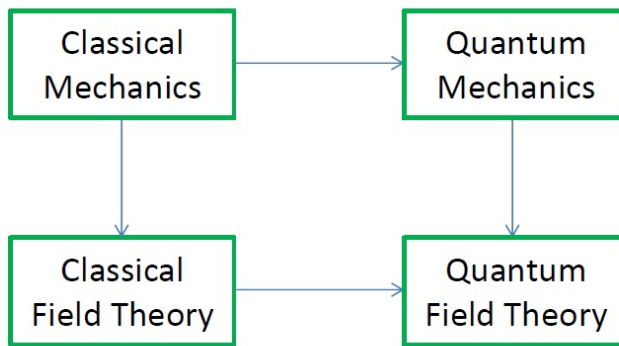 Classical
Mechanics
Quantum
Mechanics
Classical
Field Theory
Quantum
Field Theory